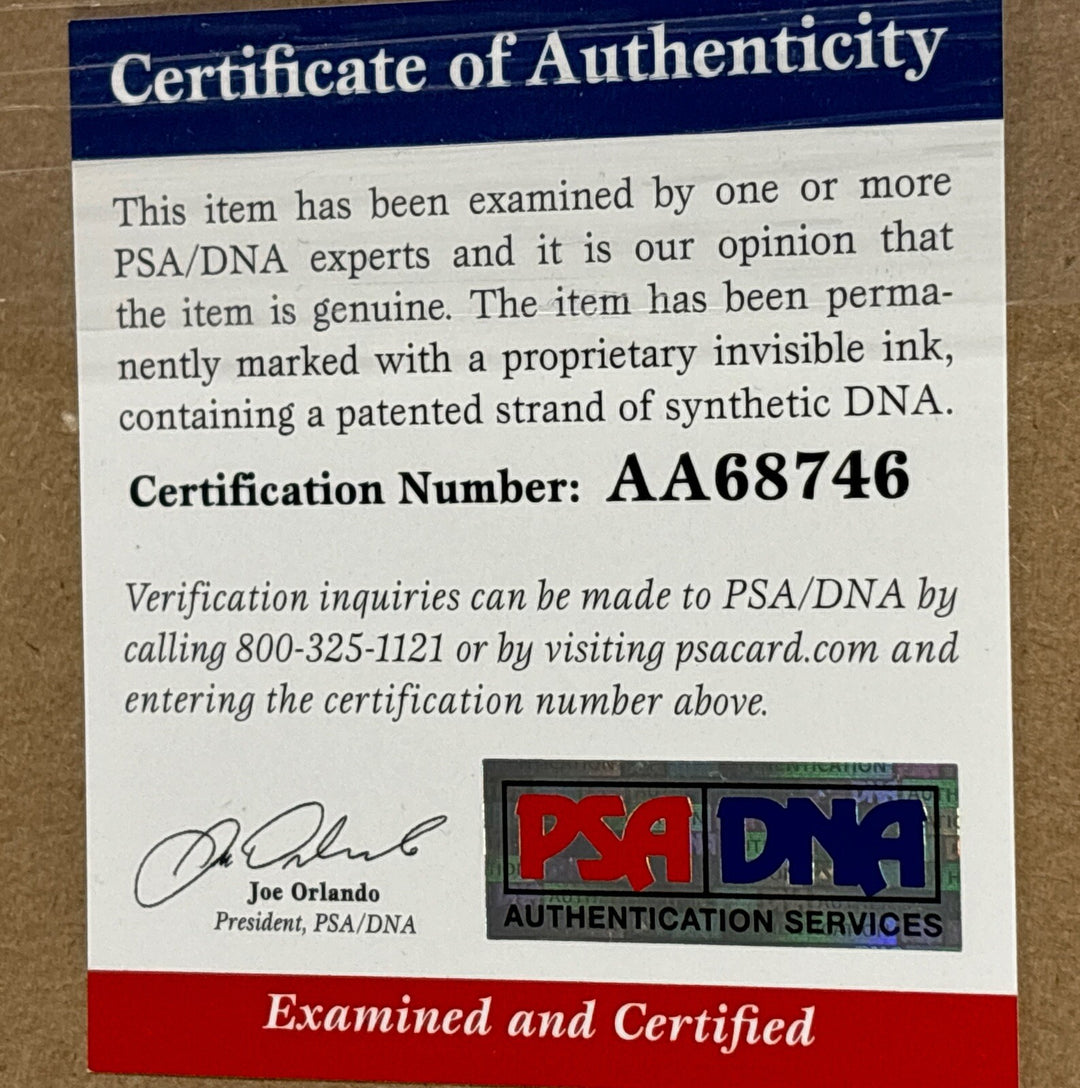 Certificate of Authenticity
This item has been examined by one or more
PSA/DNA experts and it is our opinion that
the item is genuine. The item has been perma-
nently marked with a proprietary invisible ink,
containing a patented strand of synthetic DNA.
Certification Number: AA68746
Verification inquiries can be made to PSA/DNA by
calling 800-325-1121 or by visiting psacard.com and
entering the certification number above.
Joe Orlando
President, PSA/DNA
PSA DNA
AUTHENTICATION SERVICES
Examined and Certified